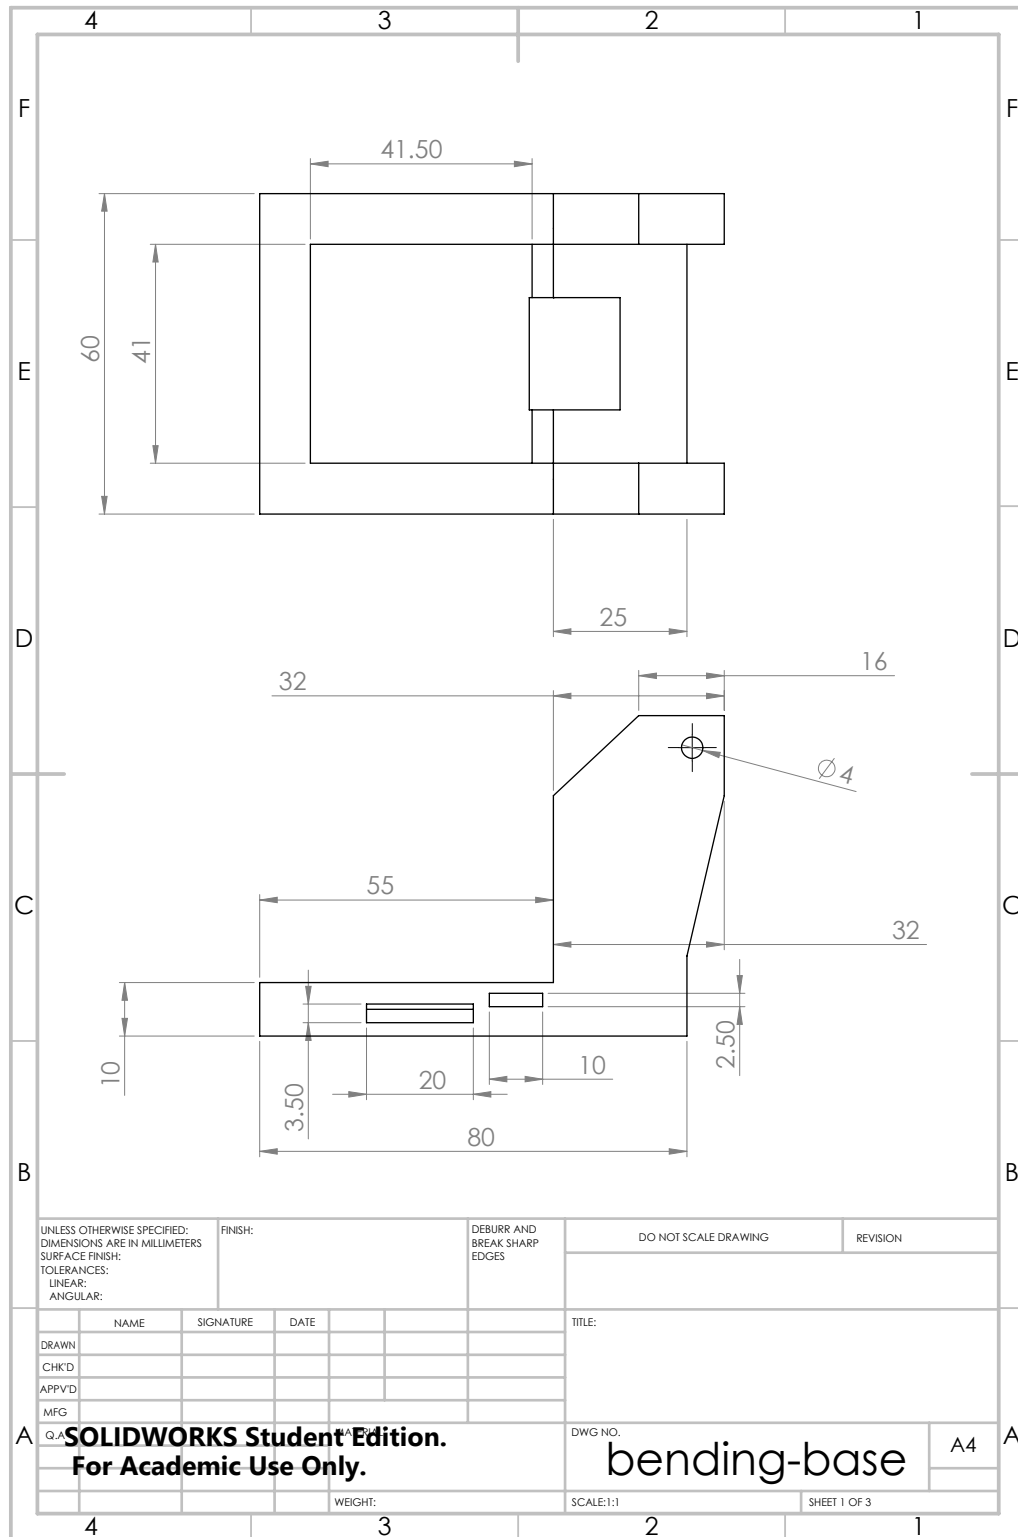 4 3 2 1
F F
41.50
60
41
E E
25
D D
16
32
∅4
55
C C
32
10
3.50
20
10
2.50
80
B B
UNLESS OTHERWISE SPECIFIED:
DIMENSIONS ARE IN MILLIMETERS
SURFACE FINISH:
TOLERANCES:
LINEAR:
ANGULAR:
FINISH:
DEBURR AND
BREAK SHARP
EDGES
DO NOT SCALE DRAWING
REVISION
NAME SIGNATURE DATE
TITLE:
DRAWN
CHK'D
APPV'D
MFG
Q.A
MATERIAL:
SOLIDWORKS Student Edition.
For Academic Use Only.
DWG NO.
bending-base
A4
A A
WEIGHT:
SCALE:1:1
SHEET 1 OF 3
4 3 2 1